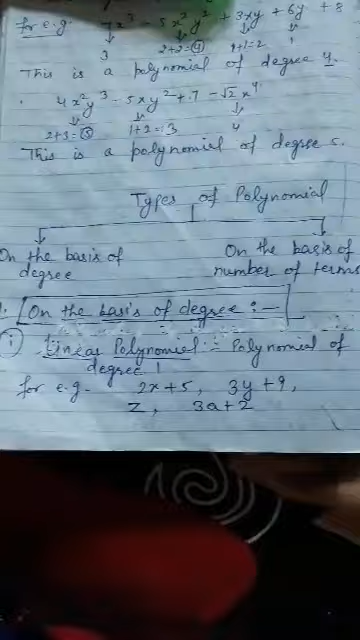 for e.g. 7x³ - 5x²y² + 3xy + 6y + 8
3 2+2=4 1+1=2 1
This is a polynomial of degree 4.
4x²y³ - 5xy² + 7 - √2x⁴
2+3=5 1+2=3 4
This is a polynomial of degree 5.
Types of Polynomial
On the basis of degree
On the basis of number of terms
1. On the basis of degree :-
(i) Linear Polynomial :- Polynomial of
degree 1
for e.g. 2x+5, 3y+9,
z, 3a+2